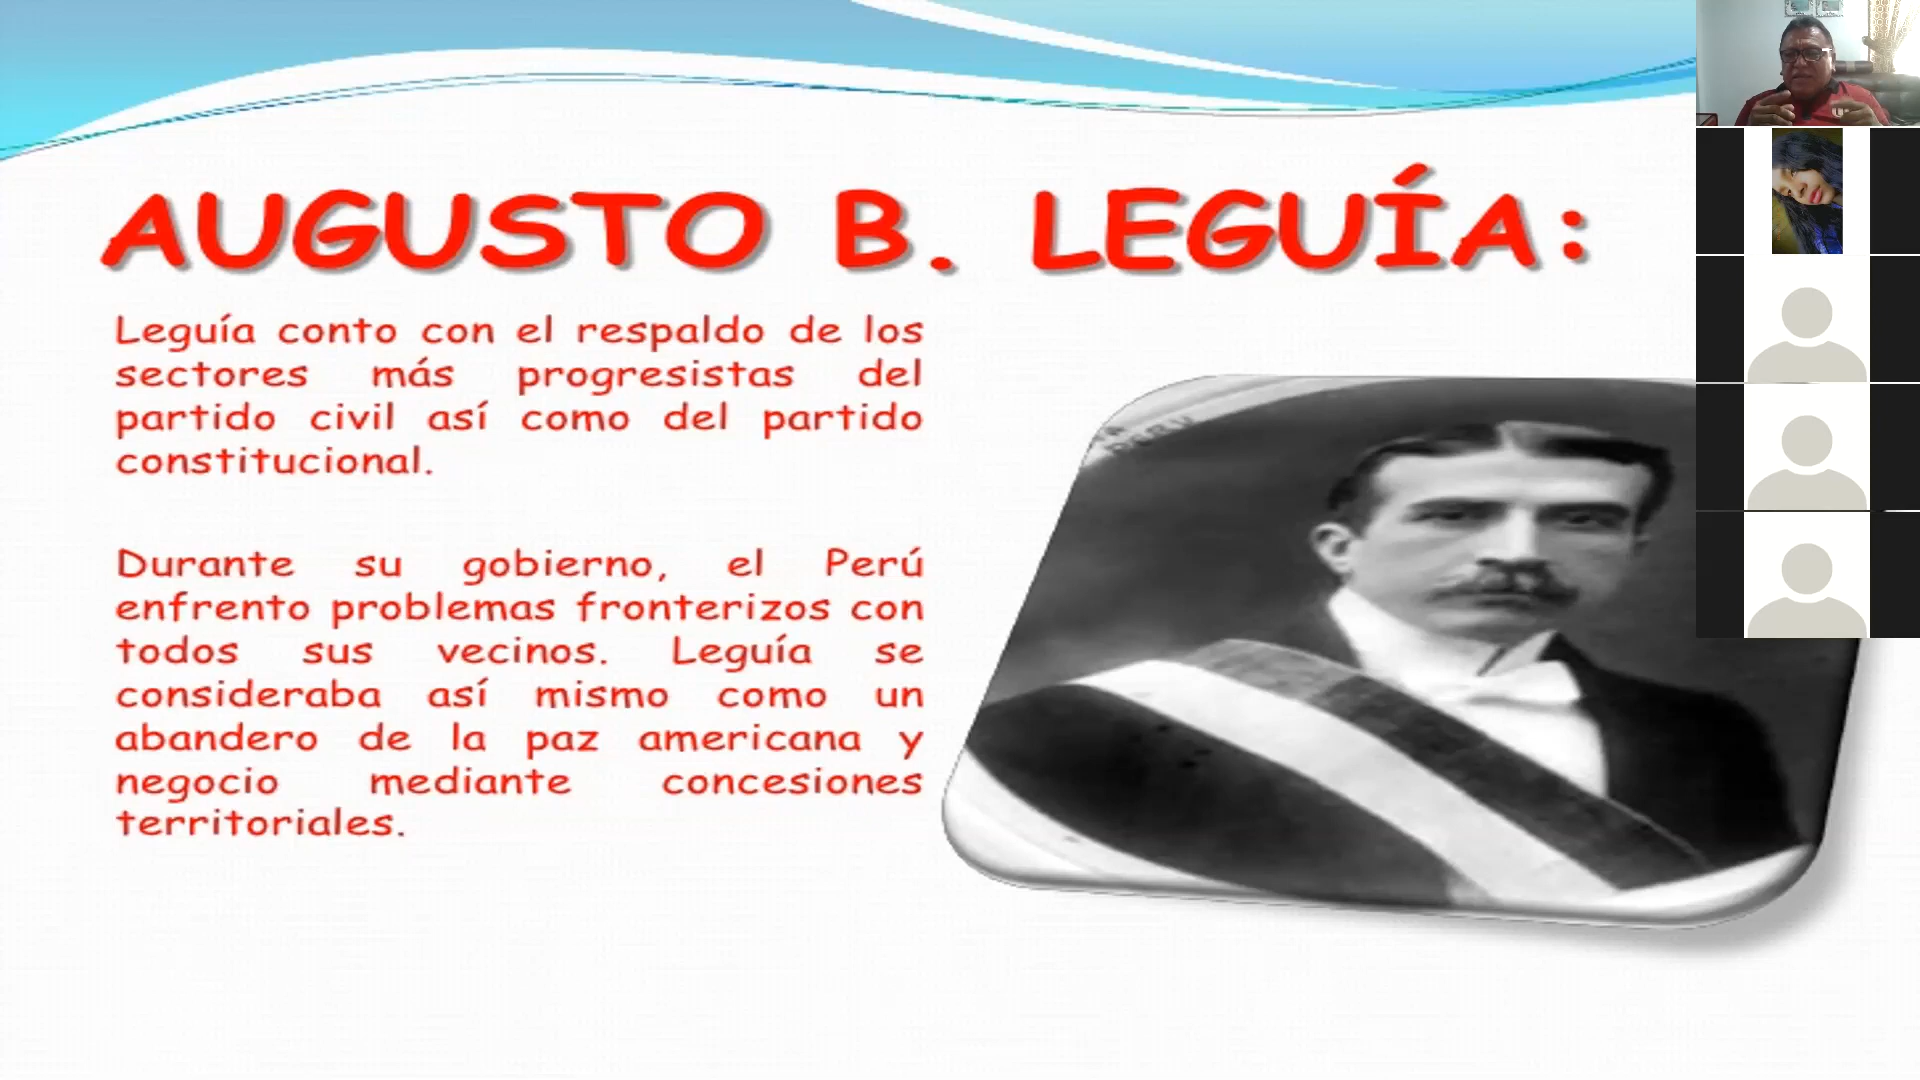 AUGUSTO B. LEGUÍA:
Leguía conto con el respaldo de los
sectores más progresistas del
partido civil así como del partido
constitucional.
Durante su gobierno, el Perú
enfrento problemas fronterizos con
todos sus vecinos. Leguía se
consideraba así mismo como un
abandero de la paz americana y
negocio mediante concesiones
territoriales.